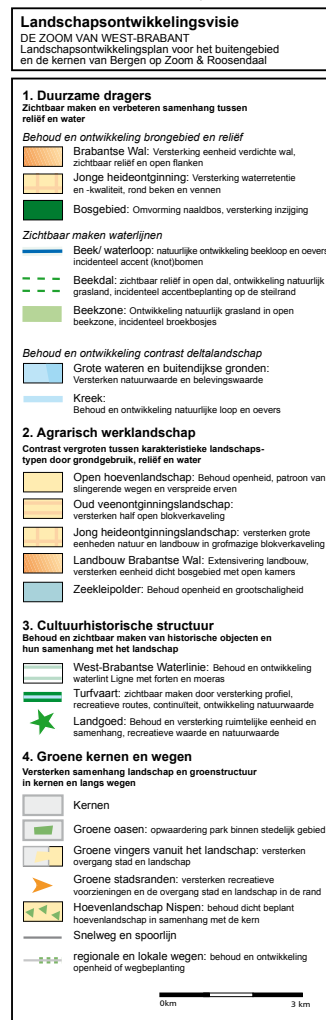 Landschapsontwikkelingsvisie
DE ZOOM VAN WEST-BRABANT
Landschapsontwikkelingsplan voor het buitengebied
en de kernen van Bergen op Zoom & Roosendaal
1. Duurzame dragers
Zichtbaar maken en verbeteren samenhang tussen
reliëf en water
Behoud en ontwikkeling brongebied en reliëf
Brabantse Wal: Versterking eenheid verdichte wal,
zichtbaar reliëf en open flanken
Jonge heideontginning: Versterking waterretentie
en -kwaliteit, rond beken en vennen
Bosgebied: Omvorming naaldbos, versterking inzijging
Zichtbaar maken waterlijnen
Beek/ waterloop: natuurlijke ontwikkeling beekloop en oevers
incidenteel accent (knot)bomen
Beekdal: zichtbaar reliëf in open dal, ontwikkeling natuurlijk
grasland, incidenteel accentbeplanting op de steilrand
Beekzone: Ontwikkeling natuurlijk grasland in open
beekzone, incidenteel broekbosjes
Behoud en ontwikkeling contrast deltalandschap
Grote wateren en buitendijkse gronden:
Versterken natuurwaarde en belevingswaarde
Kreek:
Behoud en ontwikkeling natuurlijke loop en oevers
2. Agrarisch werklandschap
Contrast vergroten tussen karakteristieke landschaps-
typen door grondgebruik, reliëf en water
Open hoevenlandschap: Behoud openheid, patroon van
slingerende wegen en verspreide erven
Oud veenontginningslandschap:
versterken half open blokverkaveling
Jong heideontginningslandschap: versterken grote
eenheden natuur en landbouw in grofmazige blokverkaveling
Landbouw Brabantse Wal: Extensivering landbouw,
versterken eenheid dicht bosgebied met open kamers
Zeekleipolder: Behoud openheid en grootschaligheid
3. Cultuurhistorische structuur
Behoud en zichtbaar maken van historische objecten en
hun samenhang met het landschap
West-Brabantse Waterlinie: Behoud en ontwikkeling
waterlint Ligne met forten en moeras
Turfvaart: zichtbaar maken door versterking profiel,
recreatieve routes, continuïteit, ontwikkeling natuurwaarde
Landgoed: Behoud en versterking ruimtelijke eenheid en
samenhang, recreatieve waarde en natuurwaarde
4. Groene kernen en wegen
Versterken samenhang landschap en groenstructuur
in kernen en langs wegen
Kernen
Groene oasen: opwaardering park binnen stedelijk gebied
Groene vingers vanuit het landschap: versterken
overgang stad en landschap
Groene stadsranden: versterken recreatieve
voorzieningen en de overgang stad en landschap in de rand
Hoevenlandschap Nispen: behoud dicht beplant
hoevenlandschap in samenhang met de kern
Snelweg en spoorlijn
regionale en lokale wegen: behoud en ontwikkeling
openheid of wegbeplanting
0km 3 km